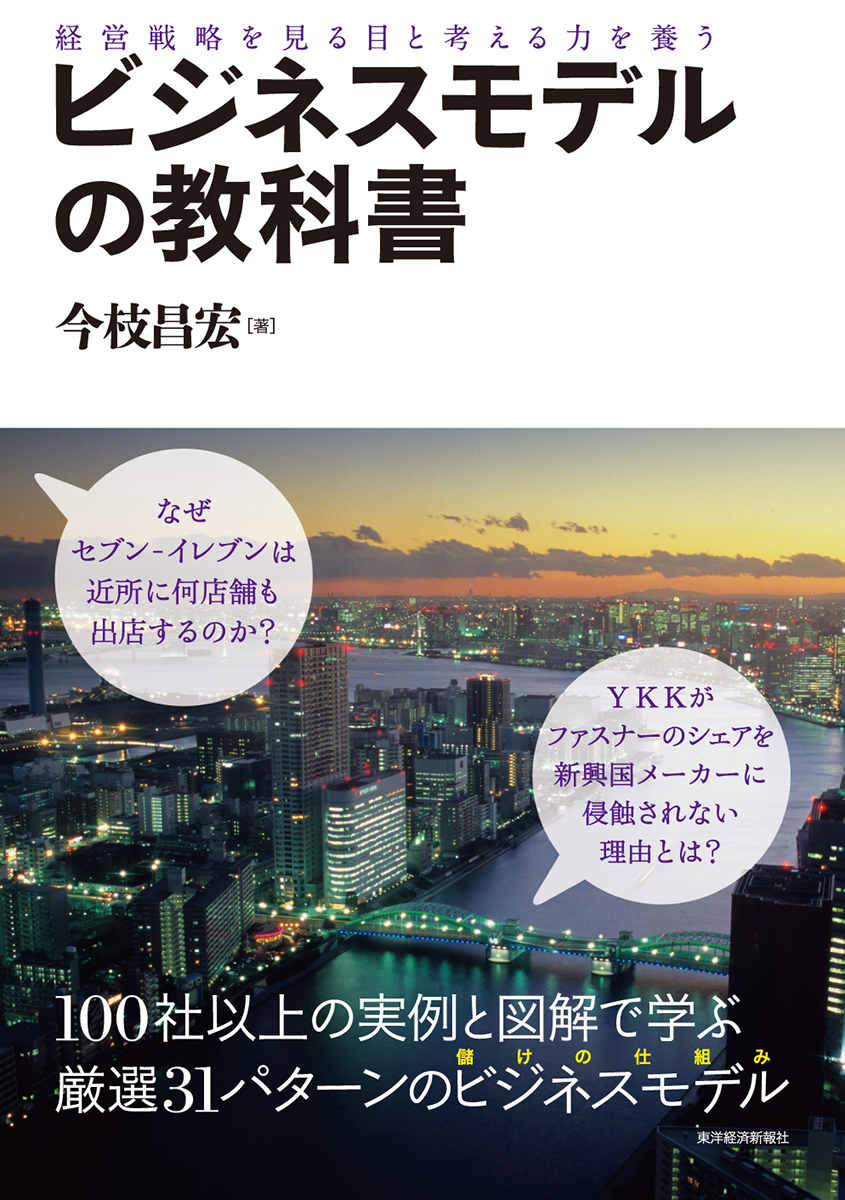 経営戦略を見る目と考える力を養う
ビジネスモデル
の教科書
今枝昌宏[著]
なぜ
セブン-イレブンは
近所に何店舗も
出店するのか?
YKKが
ファスナーのシェアを
新興国メーカーに
侵蝕されない
理由とは?
100社以上の実例と図解で学ぶ
儲けの仕組み
厳選31パターンのビジネスモデル
東洋経済新報社